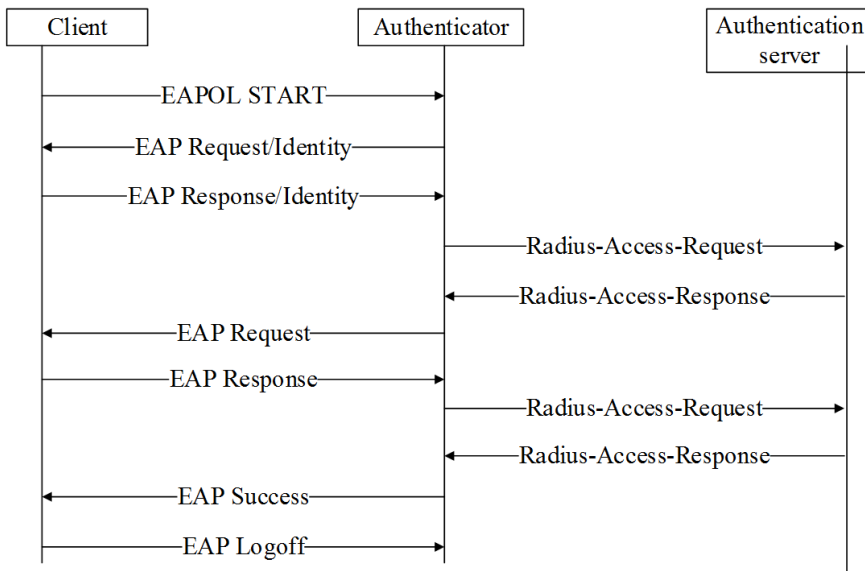 Client
Authenticator
Authentication
server
EAPOL START
EAP Request/Identity
EAP Response/Identity
Radius-Access-Request
Radius-Access-Response
EAP Request
EAP Response
Radius-Access-Request
Radius-Access-Response
EAP Success
EAP Logoff